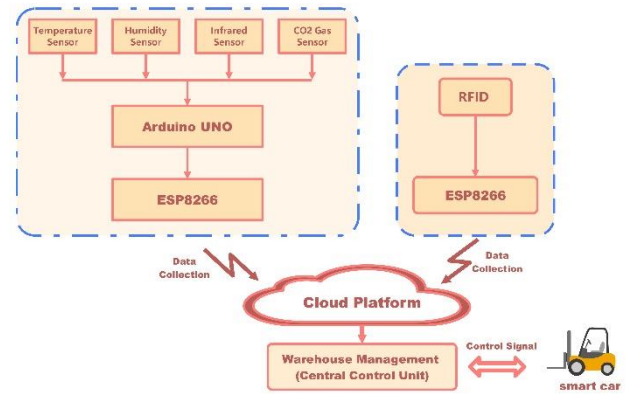 Temperature
Sensor
Humidity
Sensor
Infrared
Sensor
CO2 Gas
Sensor
Arduino UNO
ESP8266
RFID
ESP8266
Data
Collection
Data
Collection
Cloud Platform
Warehouse Management
(Central Control Unit)
Control Signal
smart car